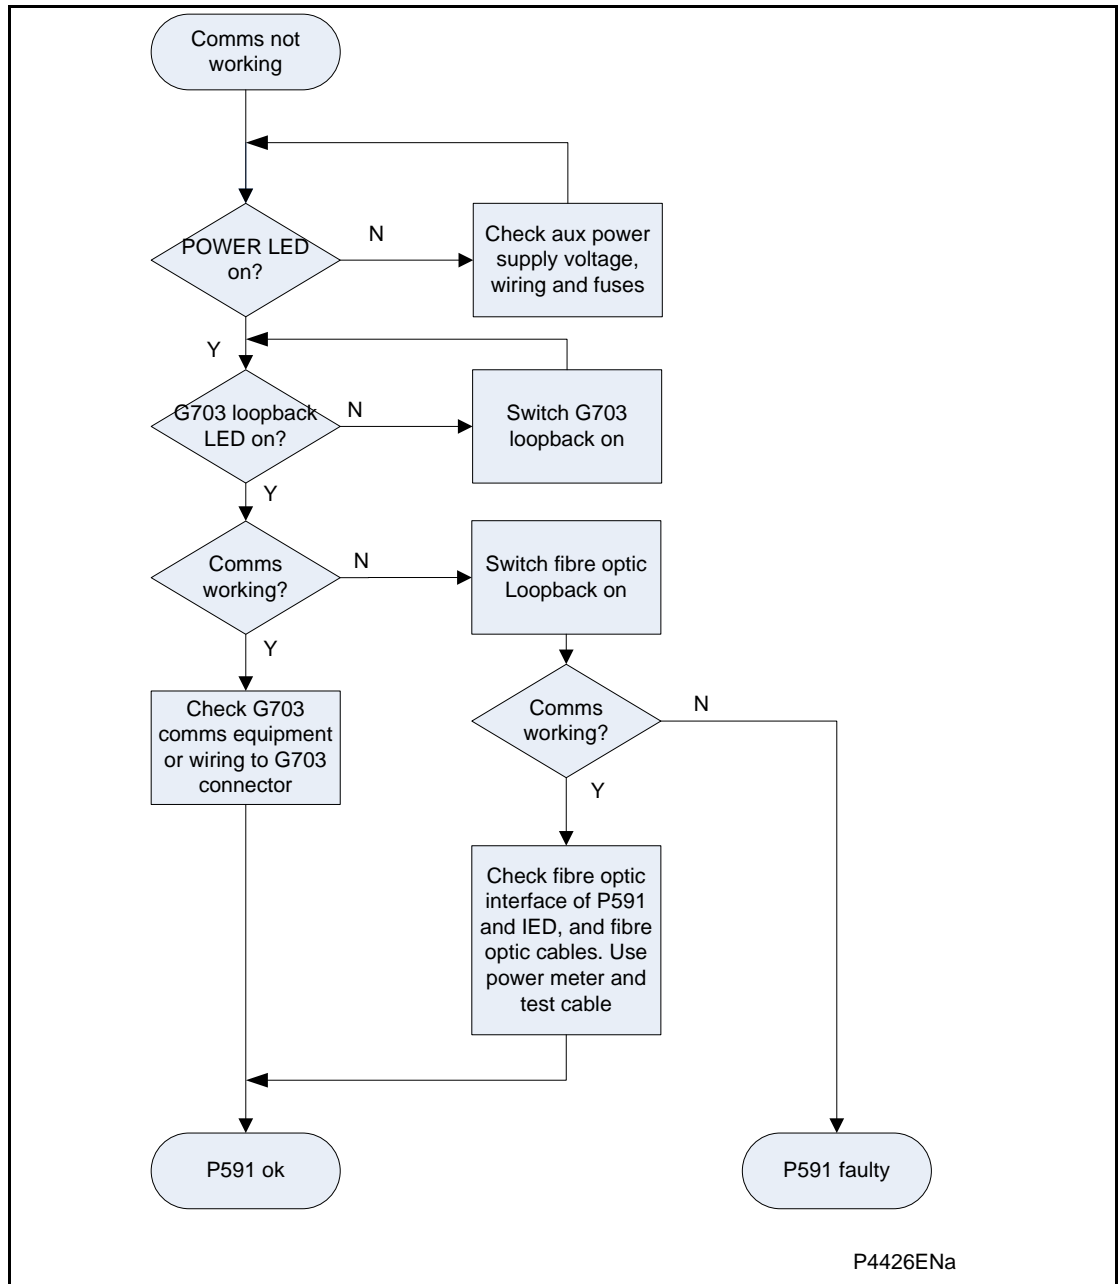 Comms not
working
POWER LED
on?
N
Check aux power
supply voltage,
wiring and fuses
Y
G703 loopback
LED on?
N
Switch G703
loopback on
Y
Comms
working?
N
Switch fibre optic
Loopback on
Y
Check G703
comms equipment
or wiring to G703
connector
Comms
working?
N
Y
Check fibre optic
interface of P591
and IED, and fibre
optic cables. Use
power meter and
test cable
P591 ok
P591 faulty
P4426ENa